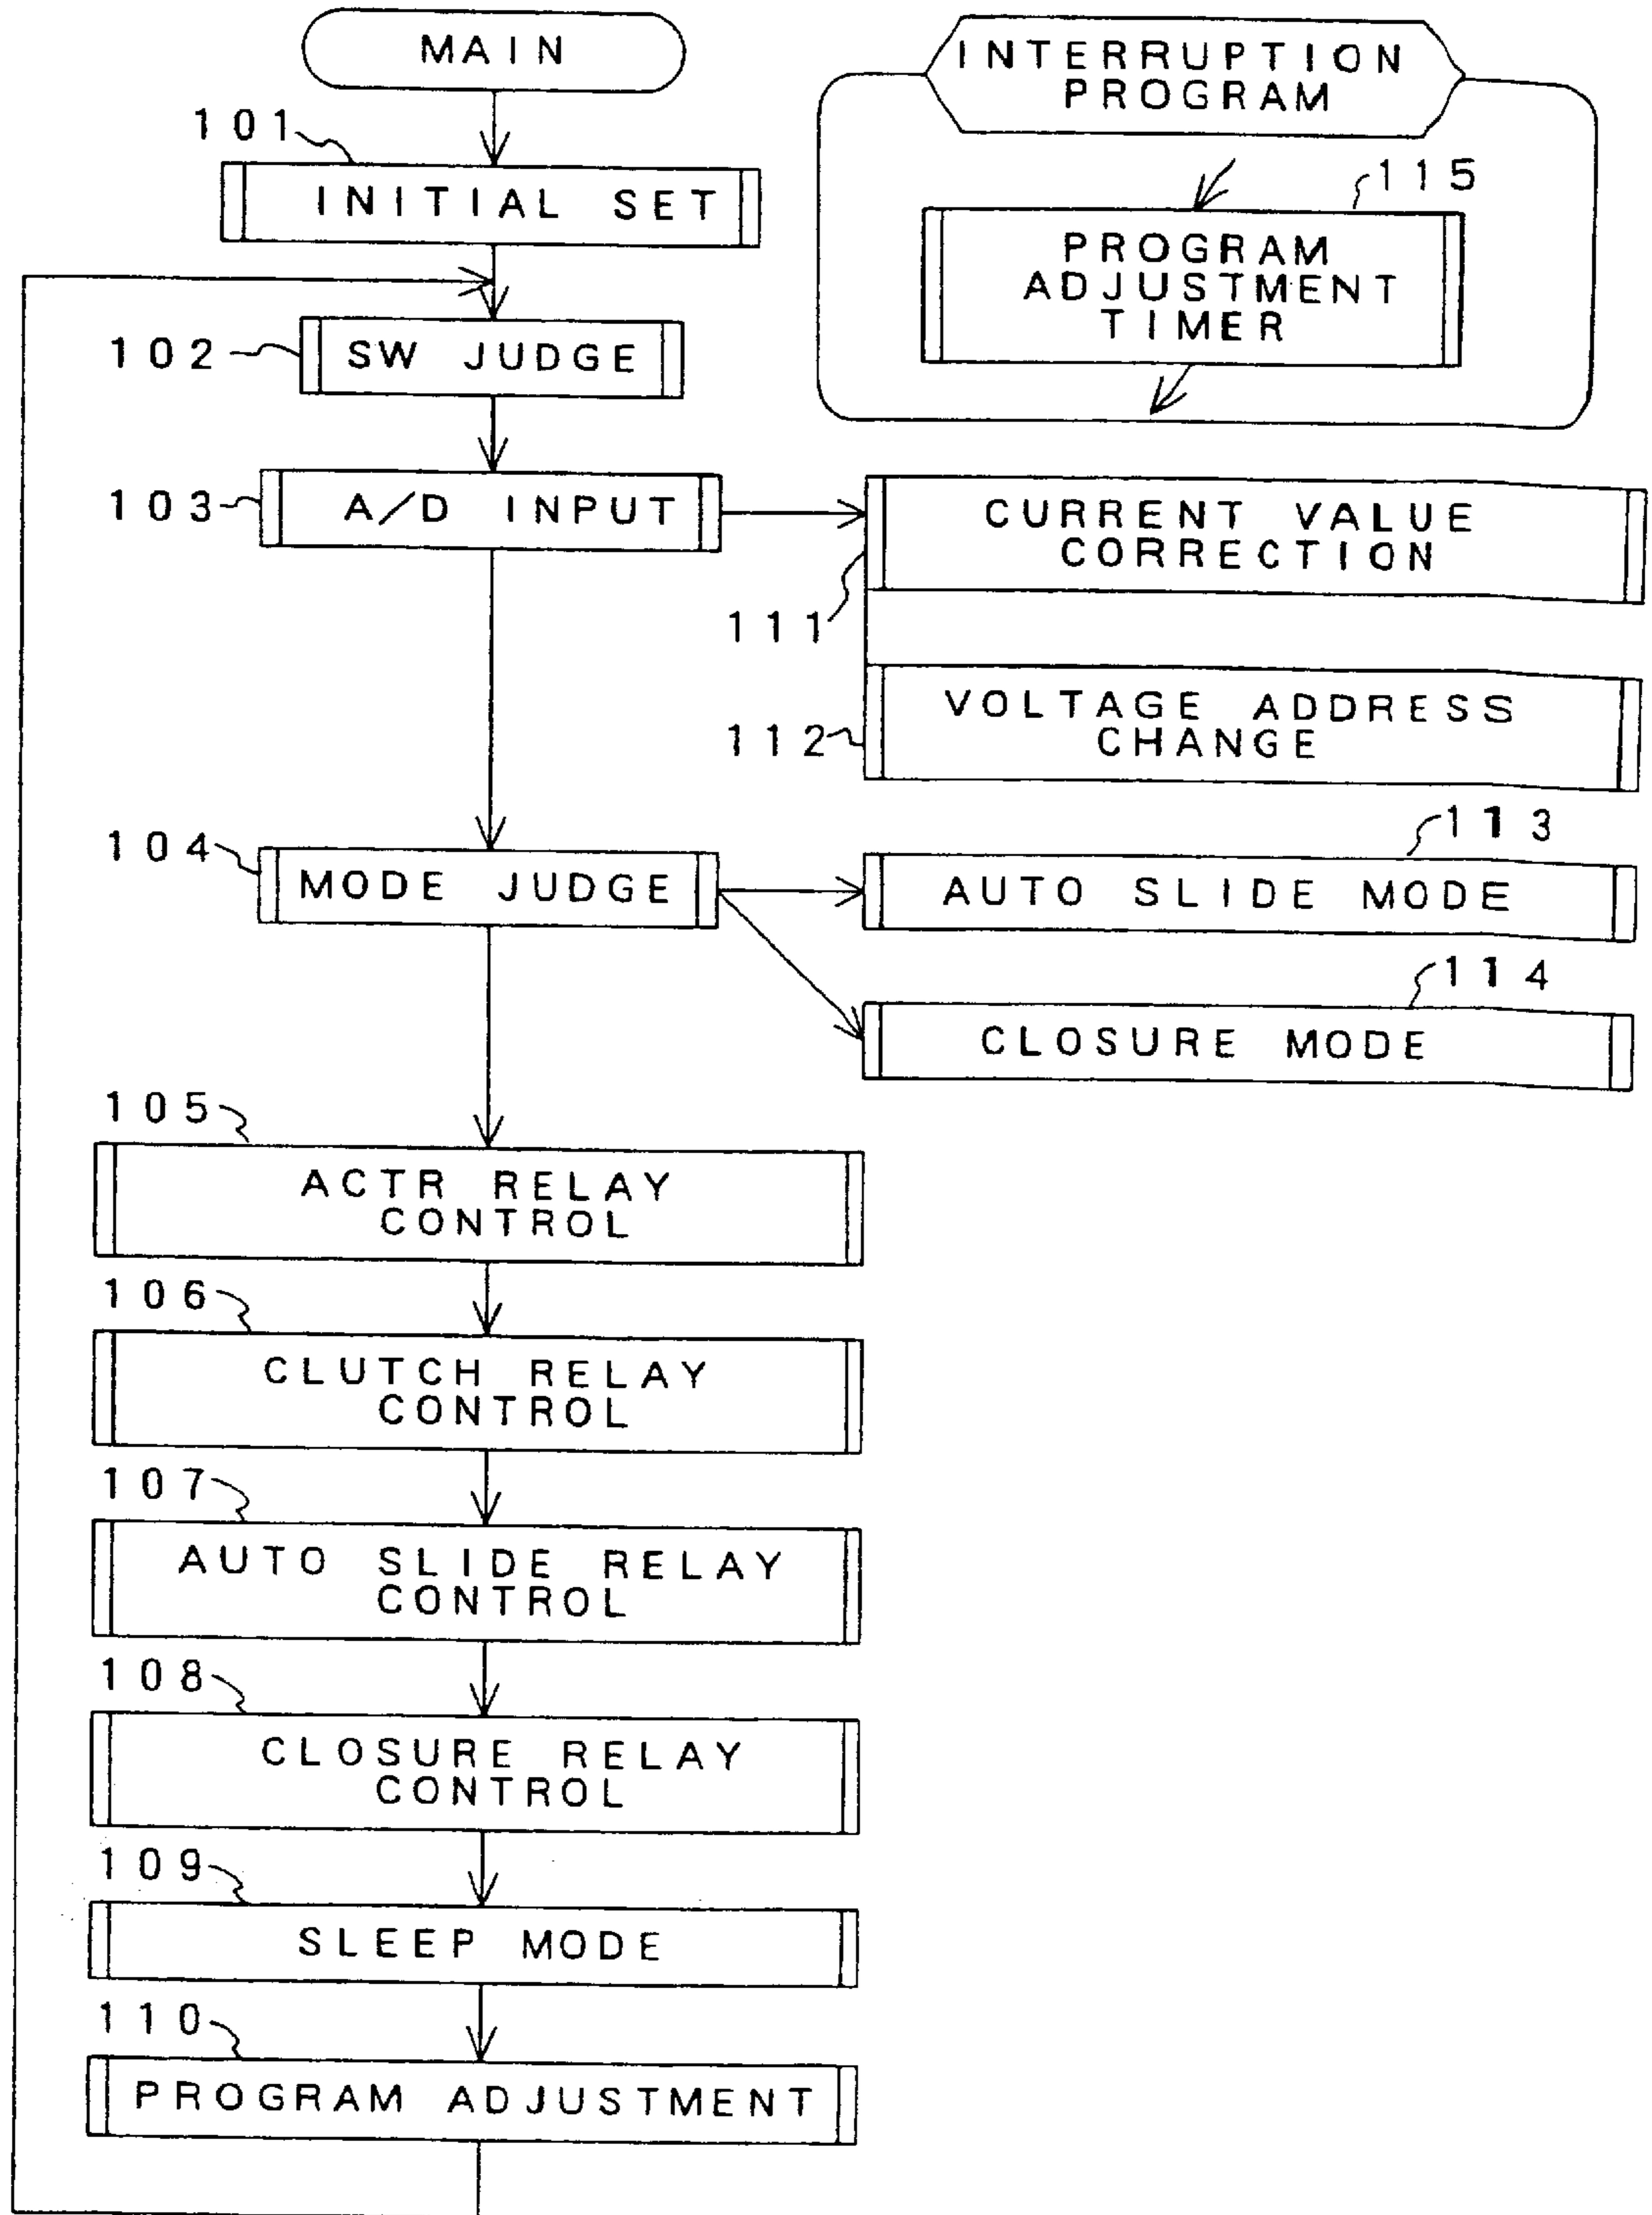 MAIN
101
INITIAL SET
102
SW JUDGE
103
A/D INPUT
104
MODE JUDGE
105
ACTR RELAY
CONTROL
106
CLUTCH RELAY
CONTROL
107
AUTO SLIDE RELAY
CONTROL
108
CLOSURE RELAY
CONTROL
109
SLEEP MODE
110
PROGRAM ADJUSTMENT
INTERRUPTION
PROGRAM
115
PROGRAM
ADJUSTMENT
TIMER
CURRENT VALUE
CORRECTION
111
VOLTAGE ADDRESS
CHANGE
112
113
AUTO SLIDE MODE
114
CLOSURE MODE